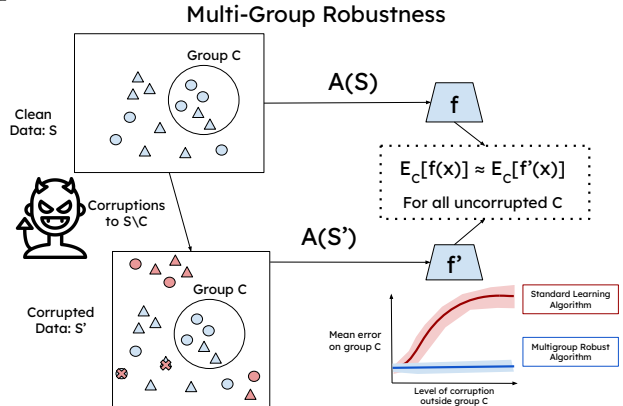 Multi-Group Robustness
Group C
A(S)
f
Clean
Data: S
E_C[f(x)] ≈ E_C[f'(x)]
For all uncorrupted C
Corruptions
to S\C
A(S')
f'
Group C
Corrupted
Data: S'
Mean error
on group C
Standard Learning
Algorithm
Multigroup Robust
Algorithm
Level of corruption
outside group C